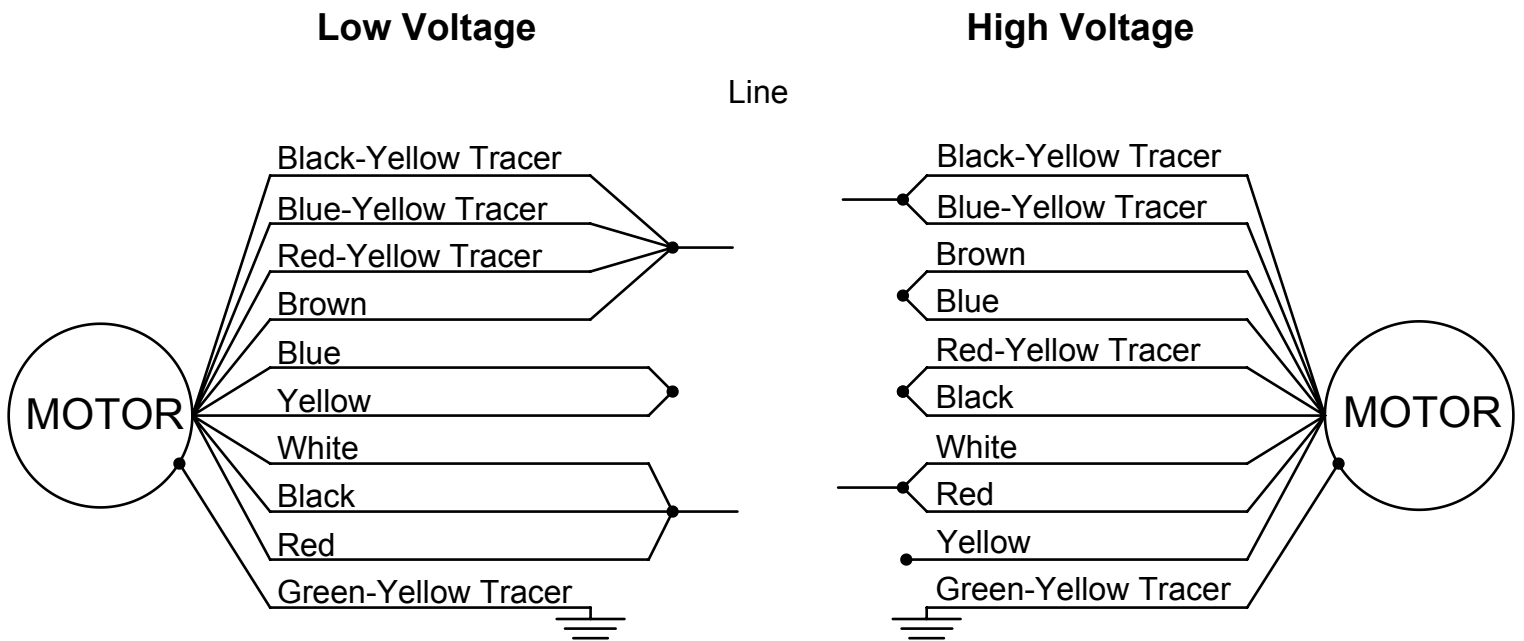 Low Voltage
High Voltage
Line
Black-Yellow Tracer
Blue-Yellow Tracer
Red-Yellow Tracer
Brown
Blue
Yellow
White
Black
Red
Green-Yellow Tracer
MOTOR
Black-Yellow Tracer
Blue-Yellow Tracer
Brown
Blue
Red-Yellow Tracer
Black
White
Red
Yellow
Green-Yellow Tracer
MOTOR